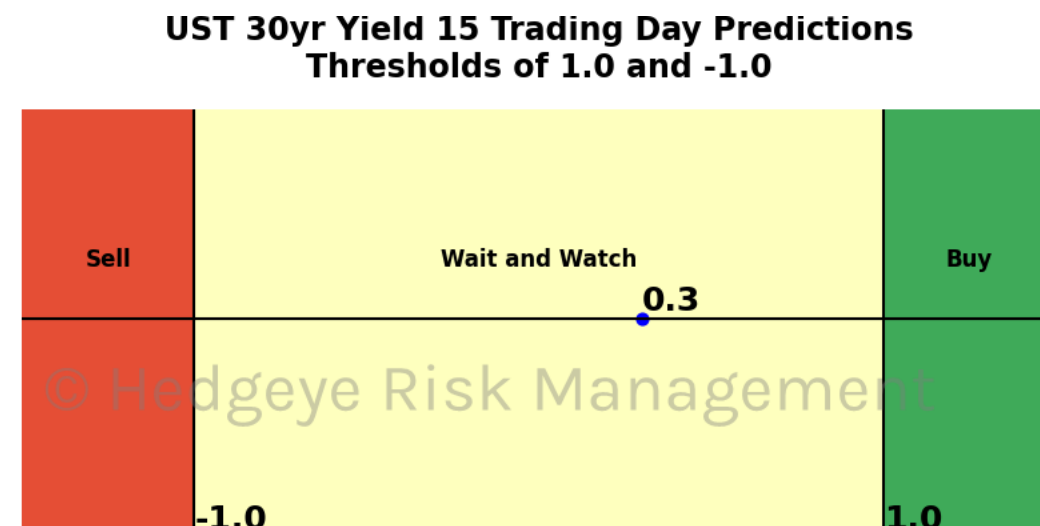 UST 30yr Yield 15 Trading Day Predictions
Thresholds of 1.0 and -1.0
Sell
Wait and Watch
Buy
0.3
© Hedgeye Risk Management
-1.0
1.0